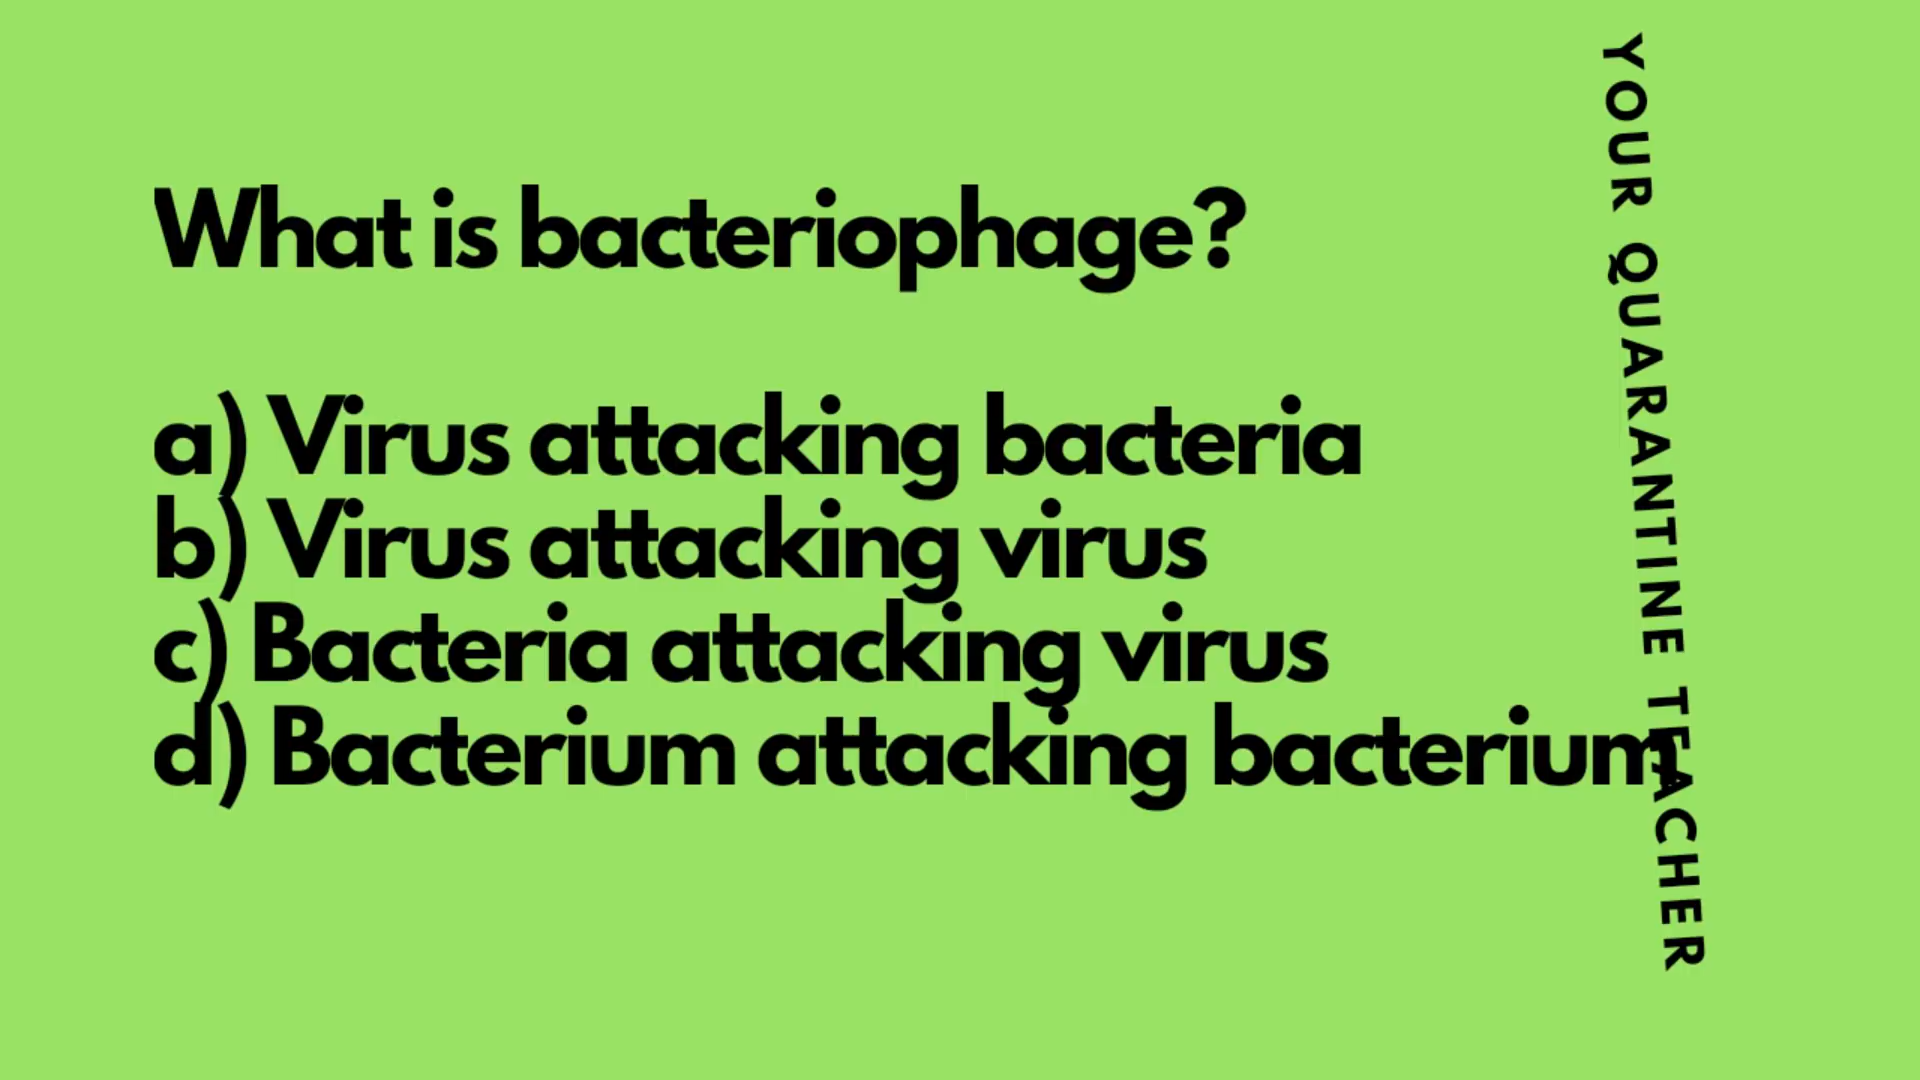 What is bacteriophage?
a) Virus attacking bacteria
b) Virus attacking virus
c) Bacteria attacking virus
d) Bacterium attacking bacterium
YOUR QUARANTINE TEACHER